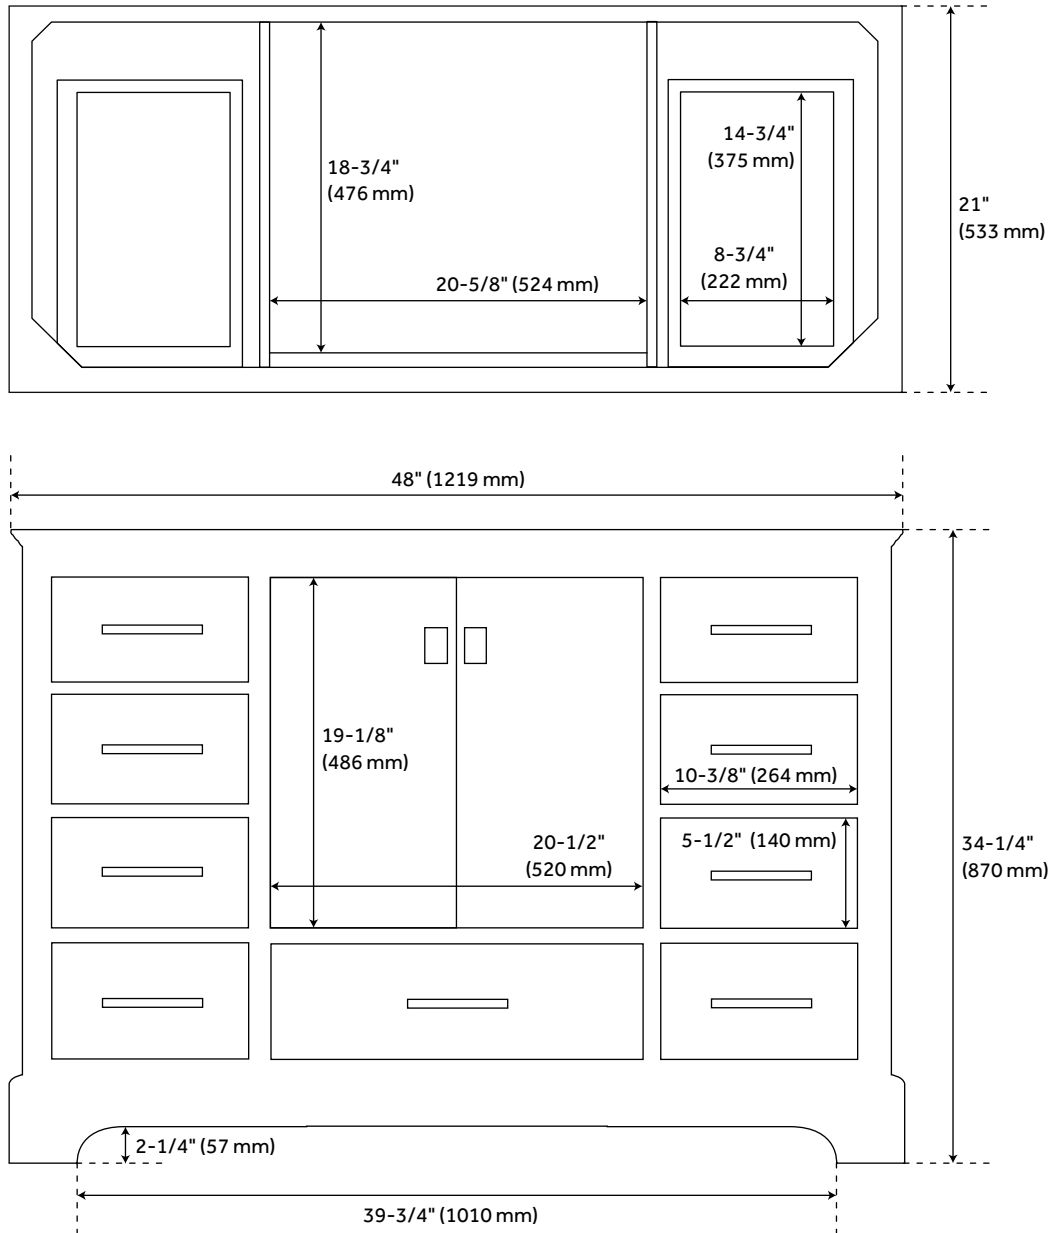 18-3/4"
(476 mm)
14-3/4"
(375 mm)
21"
(533 mm)
8-3/4"
(222 mm)
20-5/8" (524 mm)
48" (1219 mm)
19-1/8"
(486 mm)
10-3/8" (264 mm)
20-1/2"
(520 mm)
5-1/2" (140 mm)
34-1/4"
(870 mm)
2-1/4" (57 mm)
39-3/4" (1010 mm)